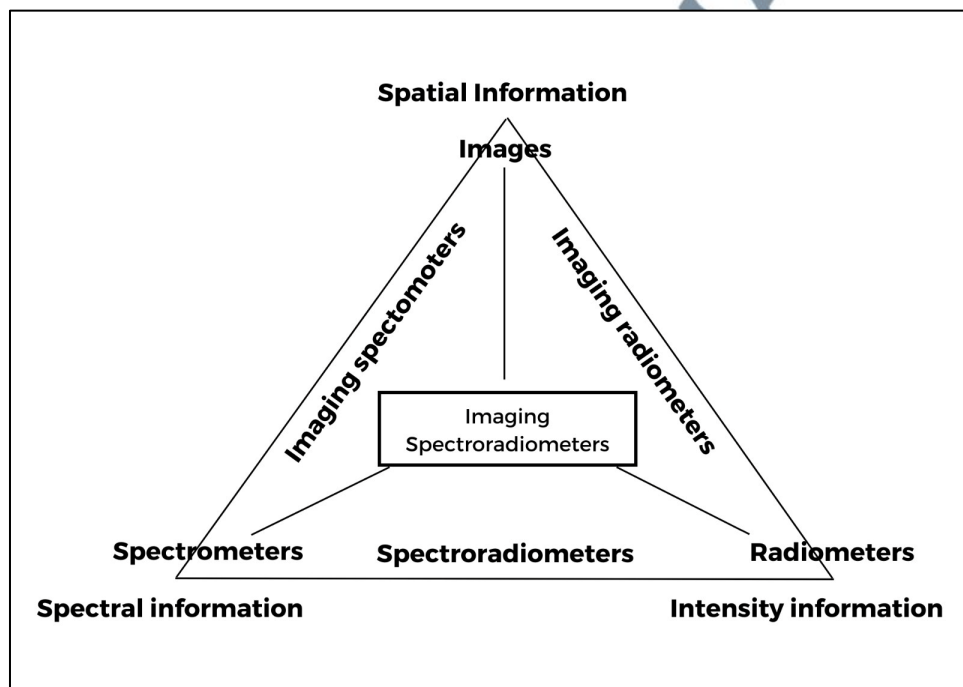 Spatial Information
Images
Imaging spectomoters
Imaging radiometers
Imaging
Spectroradiometers
Spectrometers
Spectroradiometers
Radiometers
Spectral information
Intensity information